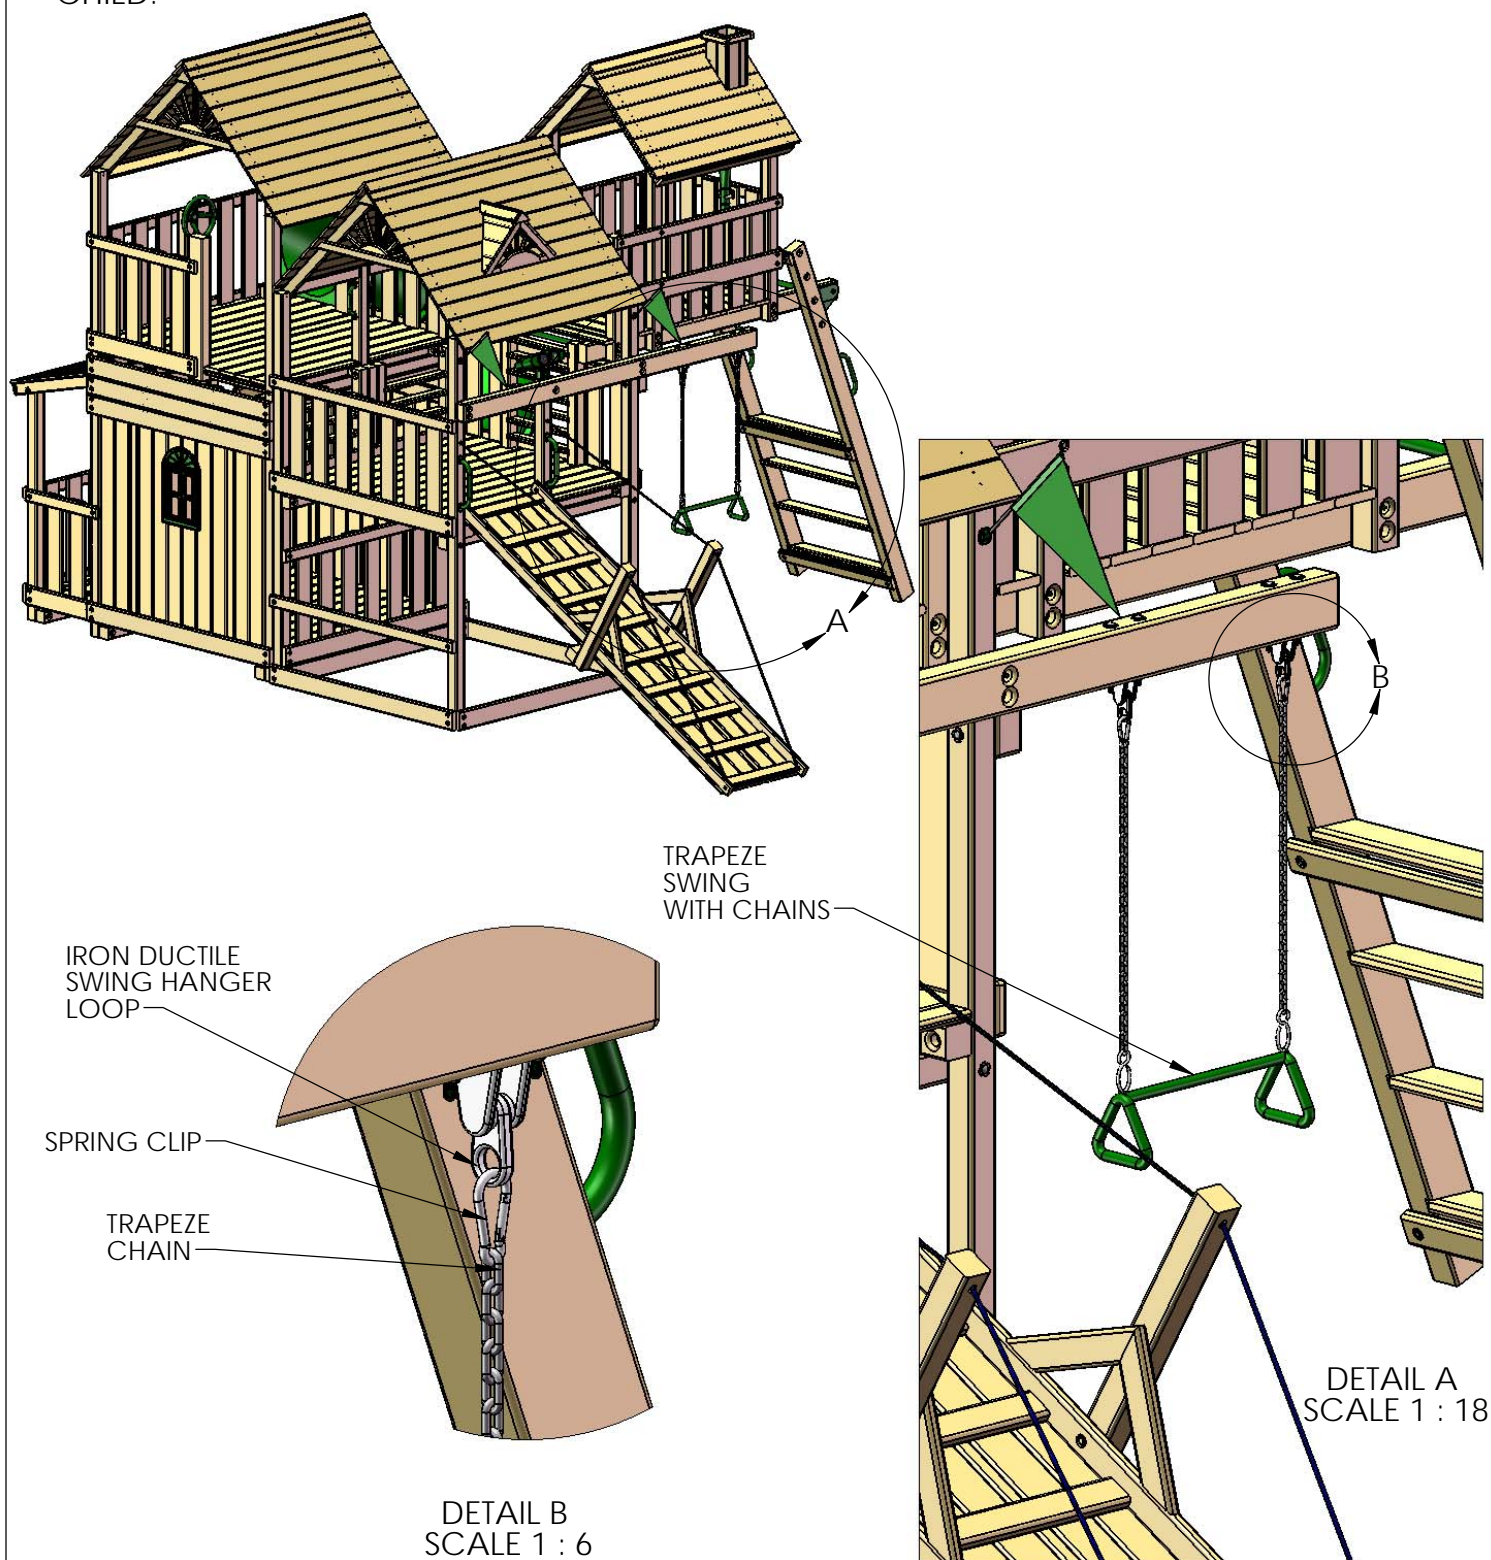 CHILD.
A
B
TRAPEZE
SWING
WITH CHAINS
IRON DUCTILE
SWING HANGER
LOOP
SPRING CLIP
TRAPEZE
CHAIN
DETAIL A
SCALE 1 : 18
DETAIL B
SCALE 1 : 6